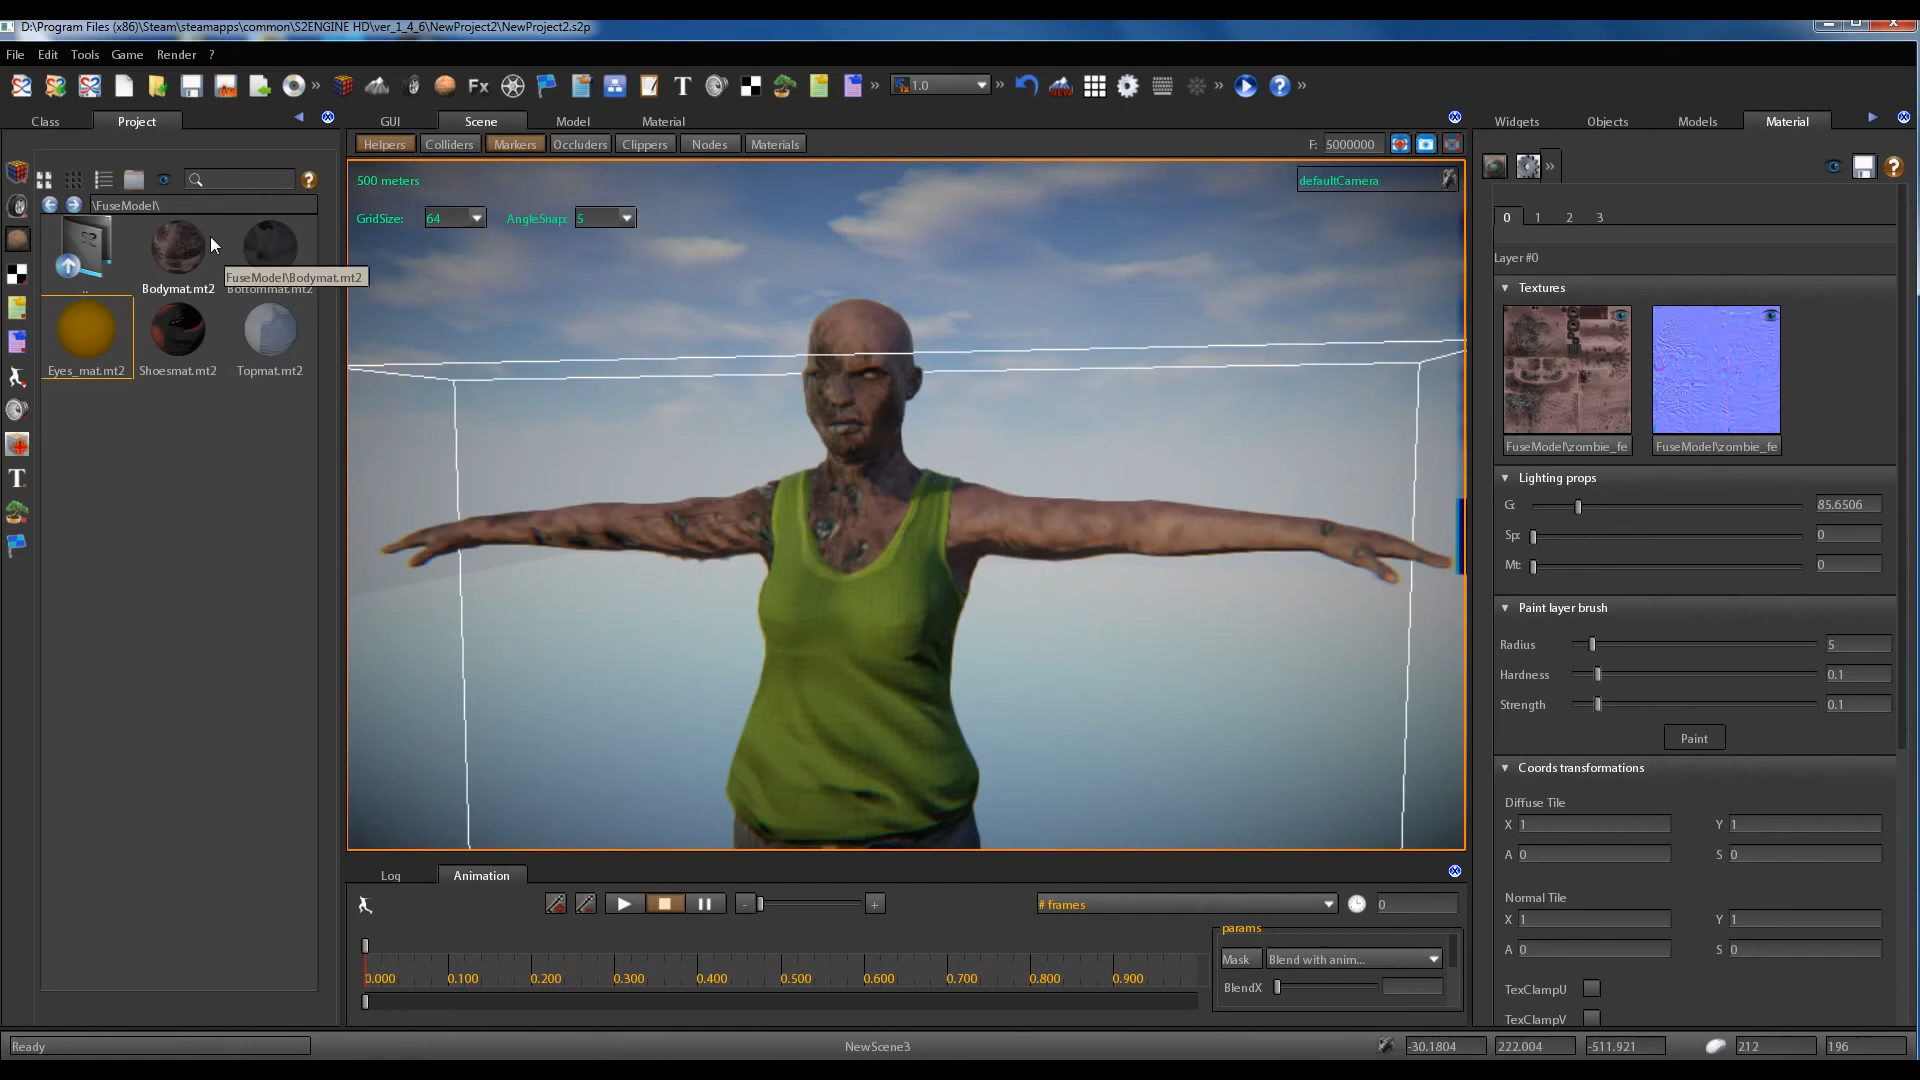 D:\Program Files (x86)\Steam\steamapps\common\S2ENGINE HD\ver_1_4_6\NewProject2\NewProject2.s2p
File Edit Tools Game Render ?
Fx T 1.0
Class Project
GUI Scene Model Material
Widgets Objects Models Material
Helpers Colliders Markers Occluders Clippers Nodes Materials
F: 5000000
500 meters
defaultCamera
GridSize: 64 AngleSnap: 5
\FuseModel\
..
Bodymat.mt2
Bottommat.mt2
FuseModel\Bodymat.mt2
Eyes_mat.mt2
Shoesmat.mt2
Topmat.mt2
T
0 1 2 3
Layer #0
Textures
FuseModel\zombie_fe
FuseModel\zombie_fe
Lighting props
G: 85.6506
Sp: 0
Mt: 0
Paint layer brush
Radius 5
Hardness 0.1
Strength 0.1
Paint
Coords transformations
Diffuse Tile
X 1 Y 1
A 0 S 0
Normal Tile
X 1 Y 1
A 0 S 0
TexClampU
TexClampV
Log Animation
- +
# frames
0
0.000 0.100 0.200 0.300 0.400 0.500 0.600 0.700 0.800 0.900
params
Mask Blend with anim...
BlendX
Ready
NewScene3
-30.1804 222.004 -511.921 212 196